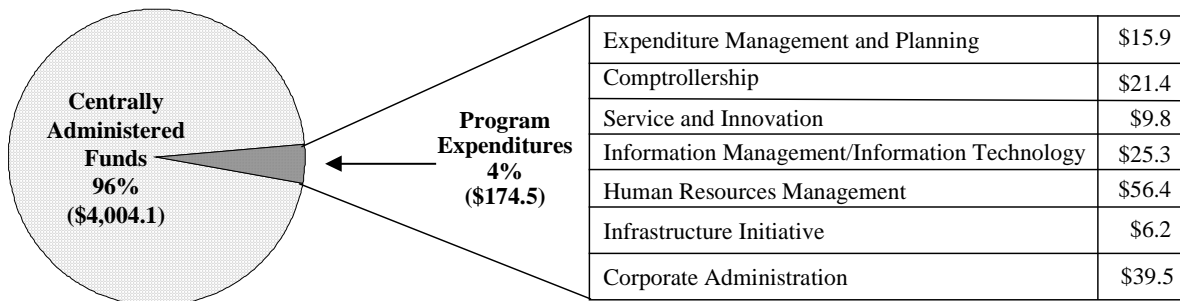 Centrally
Administered
Funds
96%
($4,004.1)
Program
Expenditures
4%
($174.5)
Expenditure Management and Planning $15.9
Comptrollership $21.4
Service and Innovation $9.8
Information Management/Information Technology $25.3
Human Resources Management $56.4
Infrastructure Initiative $6.2
Corporate Administration $39.5